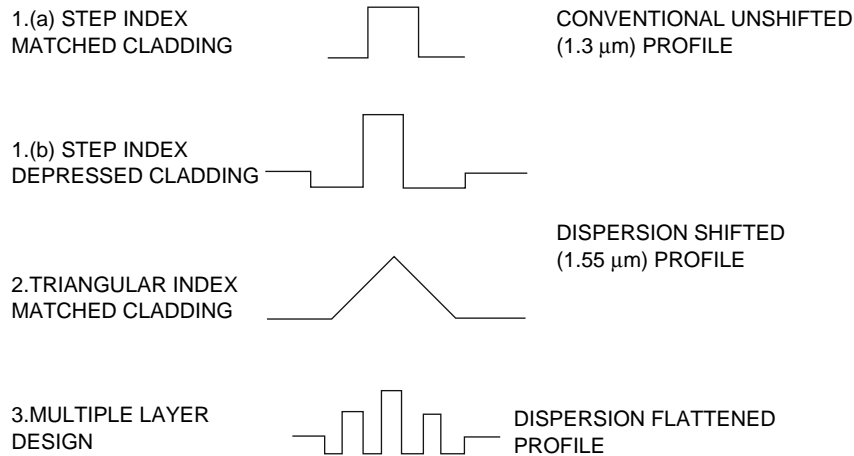 1.(a) STEP INDEX
MATCHED CLADDING
CONVENTIONAL UNSHIFTED
(1.3 μm) PROFILE
1.(b) STEP INDEX
DEPRESSED CLADDING
DISPERSION SHIFTED
(1.55 μm) PROFILE
2.TRIANGULAR INDEX
MATCHED CLADDING
3.MULTIPLE LAYER
DESIGN
DISPERSION FLATTENED
PROFILE